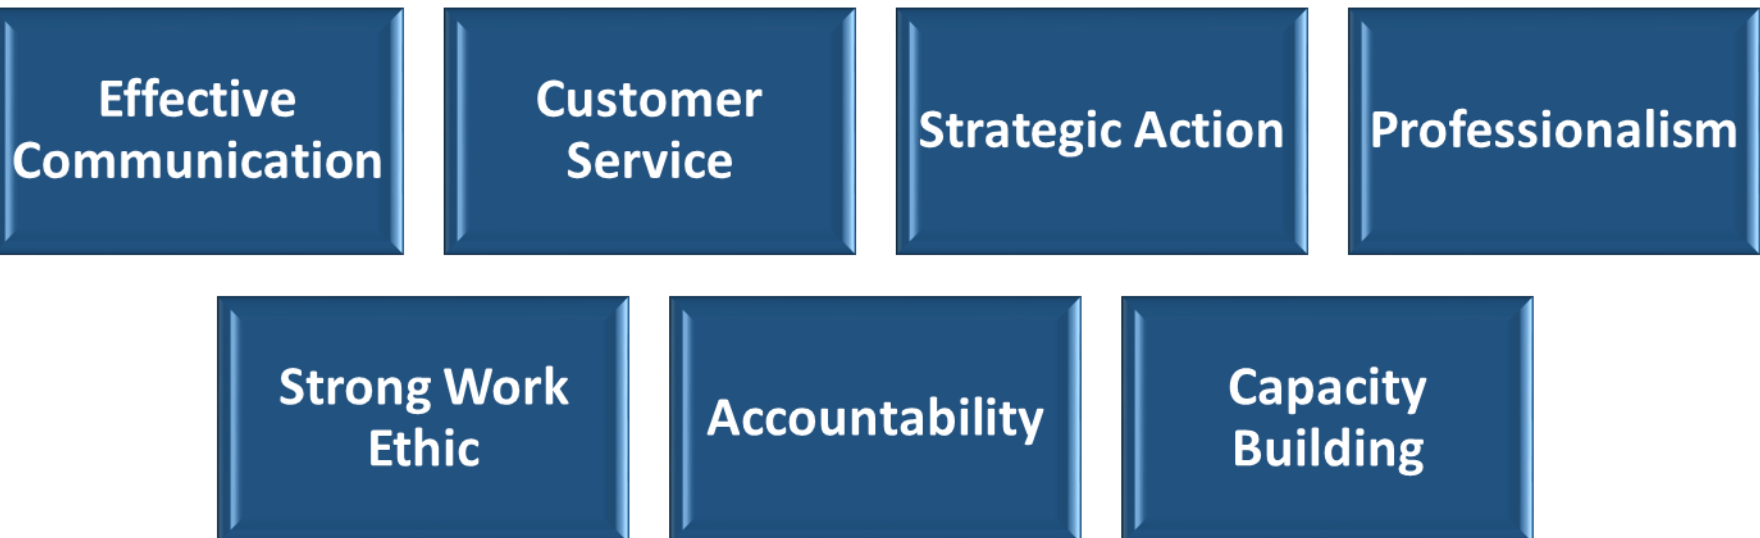 Effective
Communication
Customer
Service
Strategic Action
Professionalism
Strong Work
Ethic
Accountability
Capacity
Building